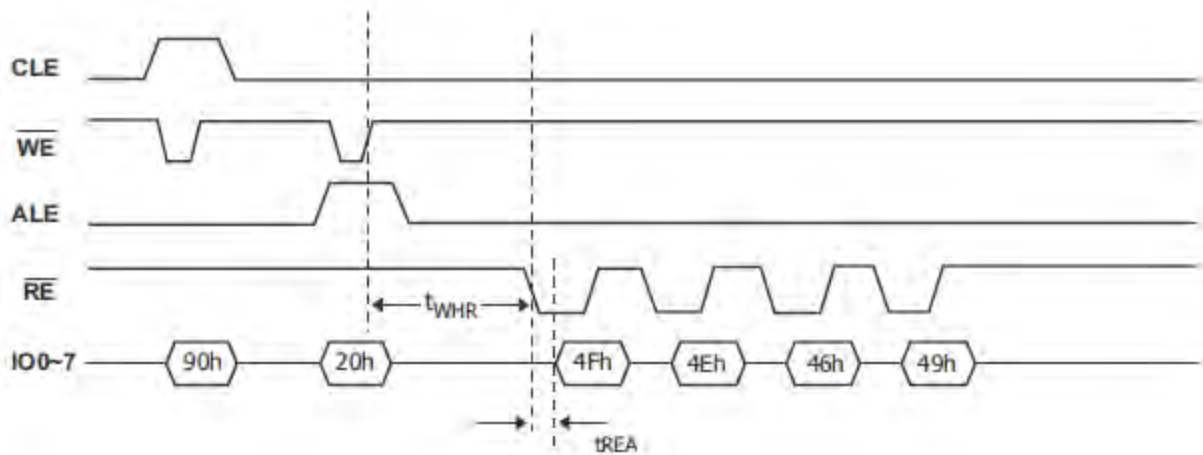 CLE
WE
ALE
RE
tWHR
IO0~7 90h 20h 4Fh 4Eh 46h 49h
tREA